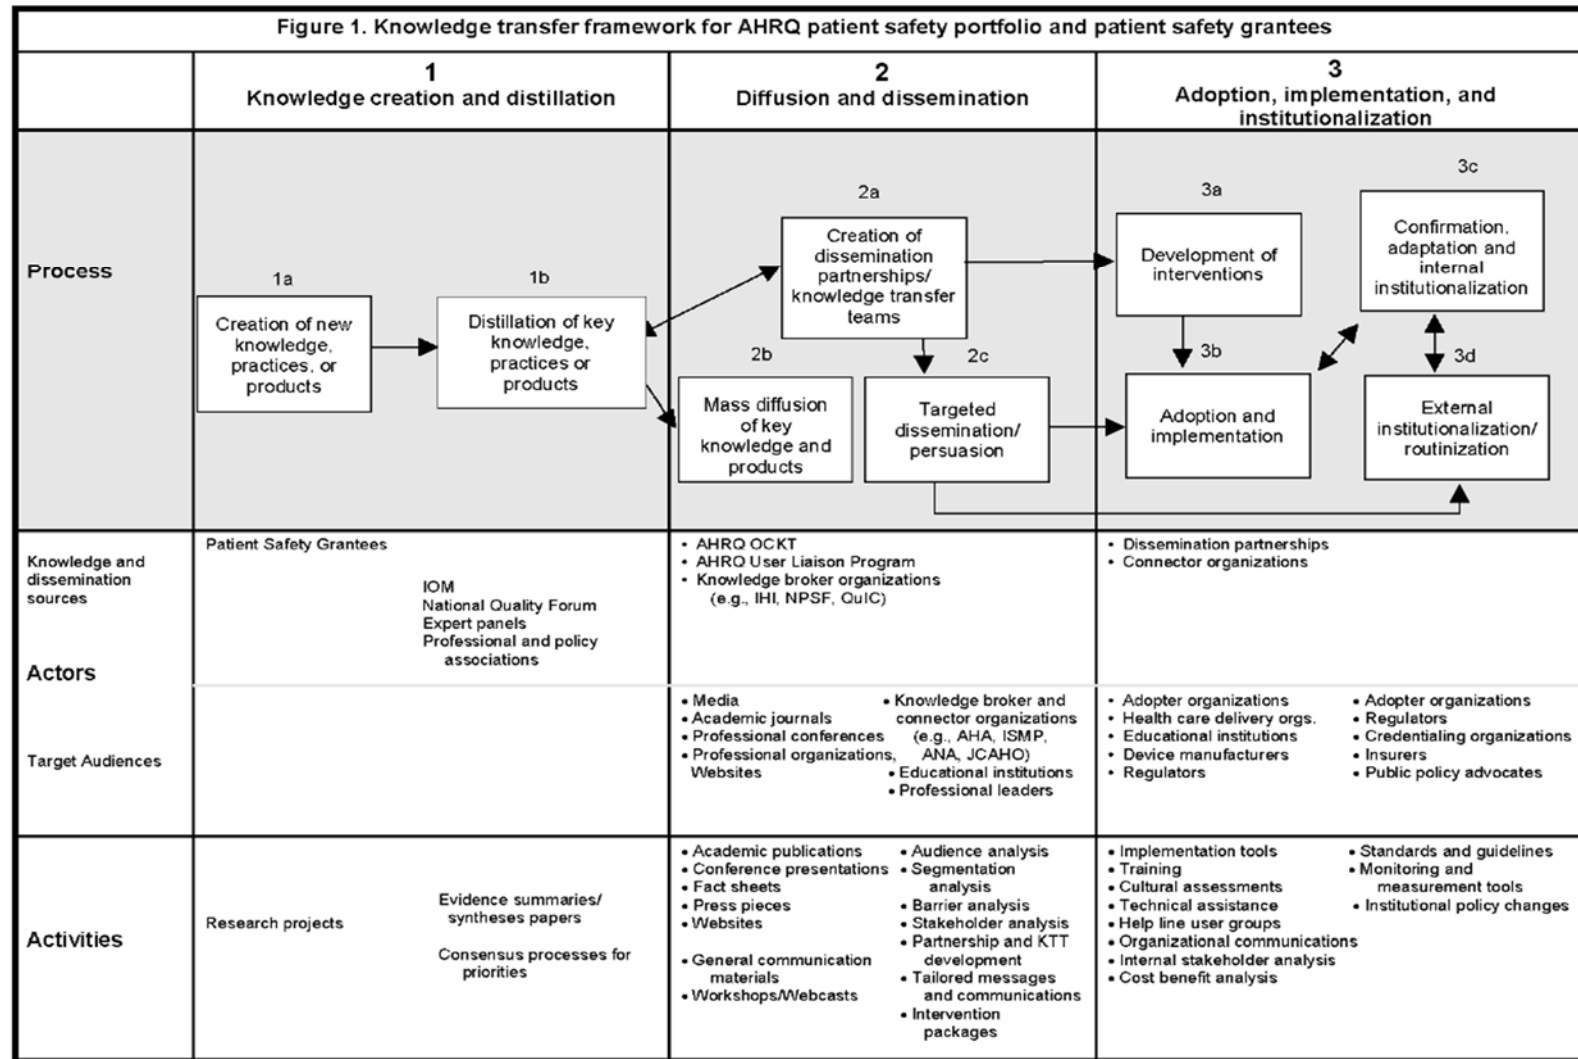 Figure 1. Knowledge transfer framework for AHRQ patient safety portfolio and patient safety grantees
1
Knowledge creation and distillation
2
Diffusion and dissemination
3
Adoption, implementation, and
institutionalization
Process
1a
Creation of new
knowledge,
practices, or
products
1b
Distillation of key
knowledge,
practices or
products
2a
Creation of
dissemination
partnerships/
knowledge transfer
teams
2b
Mass diffusion
of key
knowledge and
products
2c
Targeted
dissemination/
persuasion
3a
Development of
interventions
3b
Adoption and
implementation
3c
Confirmation,
adaptation and
internal
institutionalization
3d
External
institutionalization/
routinization
Knowledge and
dissemination
sources
Actors
Target Audiences
Patient Safety Grantees
IOM
National Quality Forum
Expert panels
Professional and policy
associations
• AHRQ OCKT
• AHRQ User Liaison Program
• Knowledge broker organizations
(e.g., IHI, NPSF, QuIC)
• Dissemination partnerships
• Connector organizations
• Media
• Academic journals
• Professional conferences
• Professional organizations,
Websites
• Knowledge broker and
connector organizations
(e.g., AHA, ISMP,
ANA, JCAHO)
• Educational institutions
• Professional leaders
• Adopter organizations
• Health care delivery orgs.
• Educational institutions
• Device manufacturers
• Regulators
• Adopter organizations
• Regulators
• Credentialing organizations
• Insurers
• Public policy advocates
Activities
Research projects
Evidence summaries/
syntheses papers
Consensus processes for
priorities
• Academic publications
• Conference presentations
• Fact sheets
• Press pieces
• Websites
• General communication
materials
• Workshops/Webcasts
• Audience analysis
• Segmentation
analysis
• Barrier analysis
• Stakeholder analysis
• Partnership and KTT
development
• Tailored messages
and communications
• Intervention
packages
• Implementation tools
• Training
• Cultural assessments
• Technical assistance
• Help line user groups
• Organizational communications
• Internal stakeholder analysis
• Cost benefit analysis
• Standards and guidelines
• Monitoring and
measurement tools
• Institutional policy changes